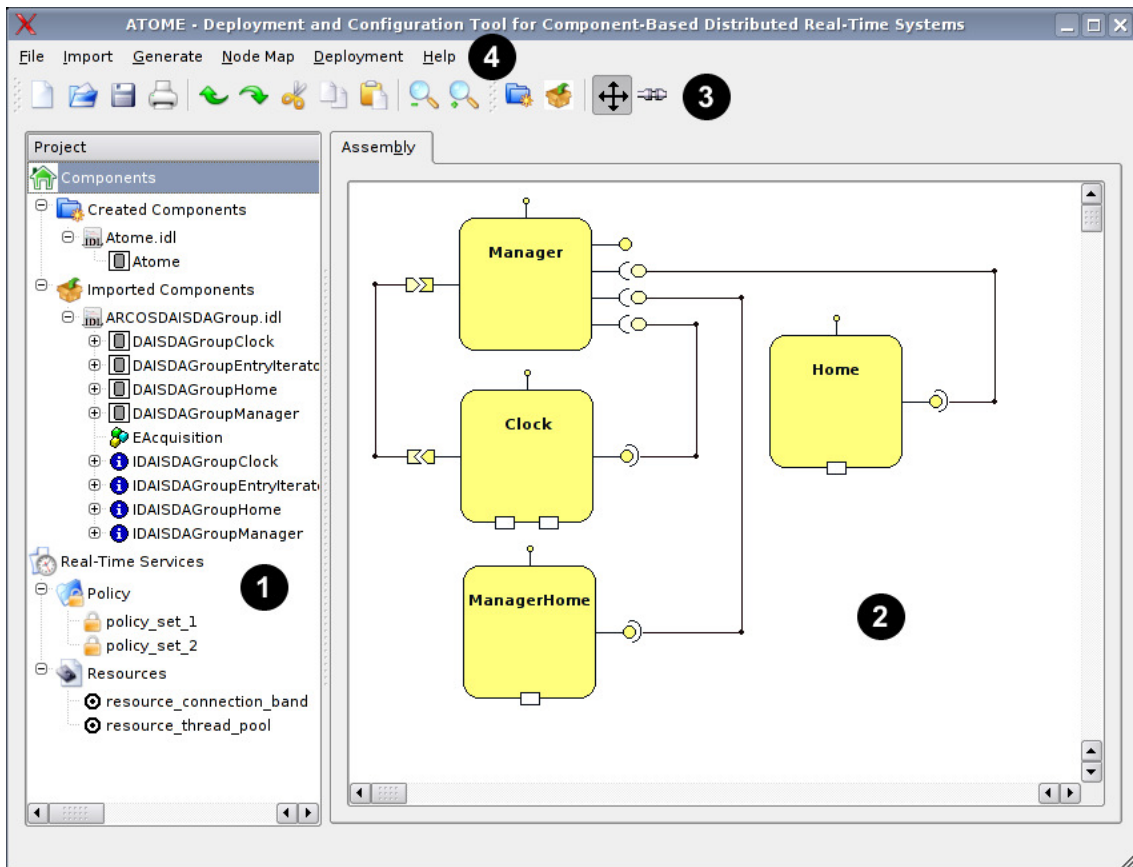 ATOME - Deployment and Configuration Tool for Component-Based Distributed Real-Time Systems
File Import Generate Node Map Deployment Help 4
3
Project
Components
Created Components
IDL Atome.idl
Atome
Imported Components
IDL ARCOSDAISDAGroup.idl
DAISDAGroupClock
DAISDAGroupEntryIterato
DAISDAGroupHome
DAISDAGroupManager
EAcquisition
IDAISDAGroupClock
IDAISDAGroupEntryIterat
IDAISDAGroupHome
IDAISDAGroupManager
Real-Time Services
1
Policy
policy_set_1
policy_set_2
Resources
resource_connection_band
resource_thread_pool
Assembly
Manager
Home
Clock
ManagerHome
2